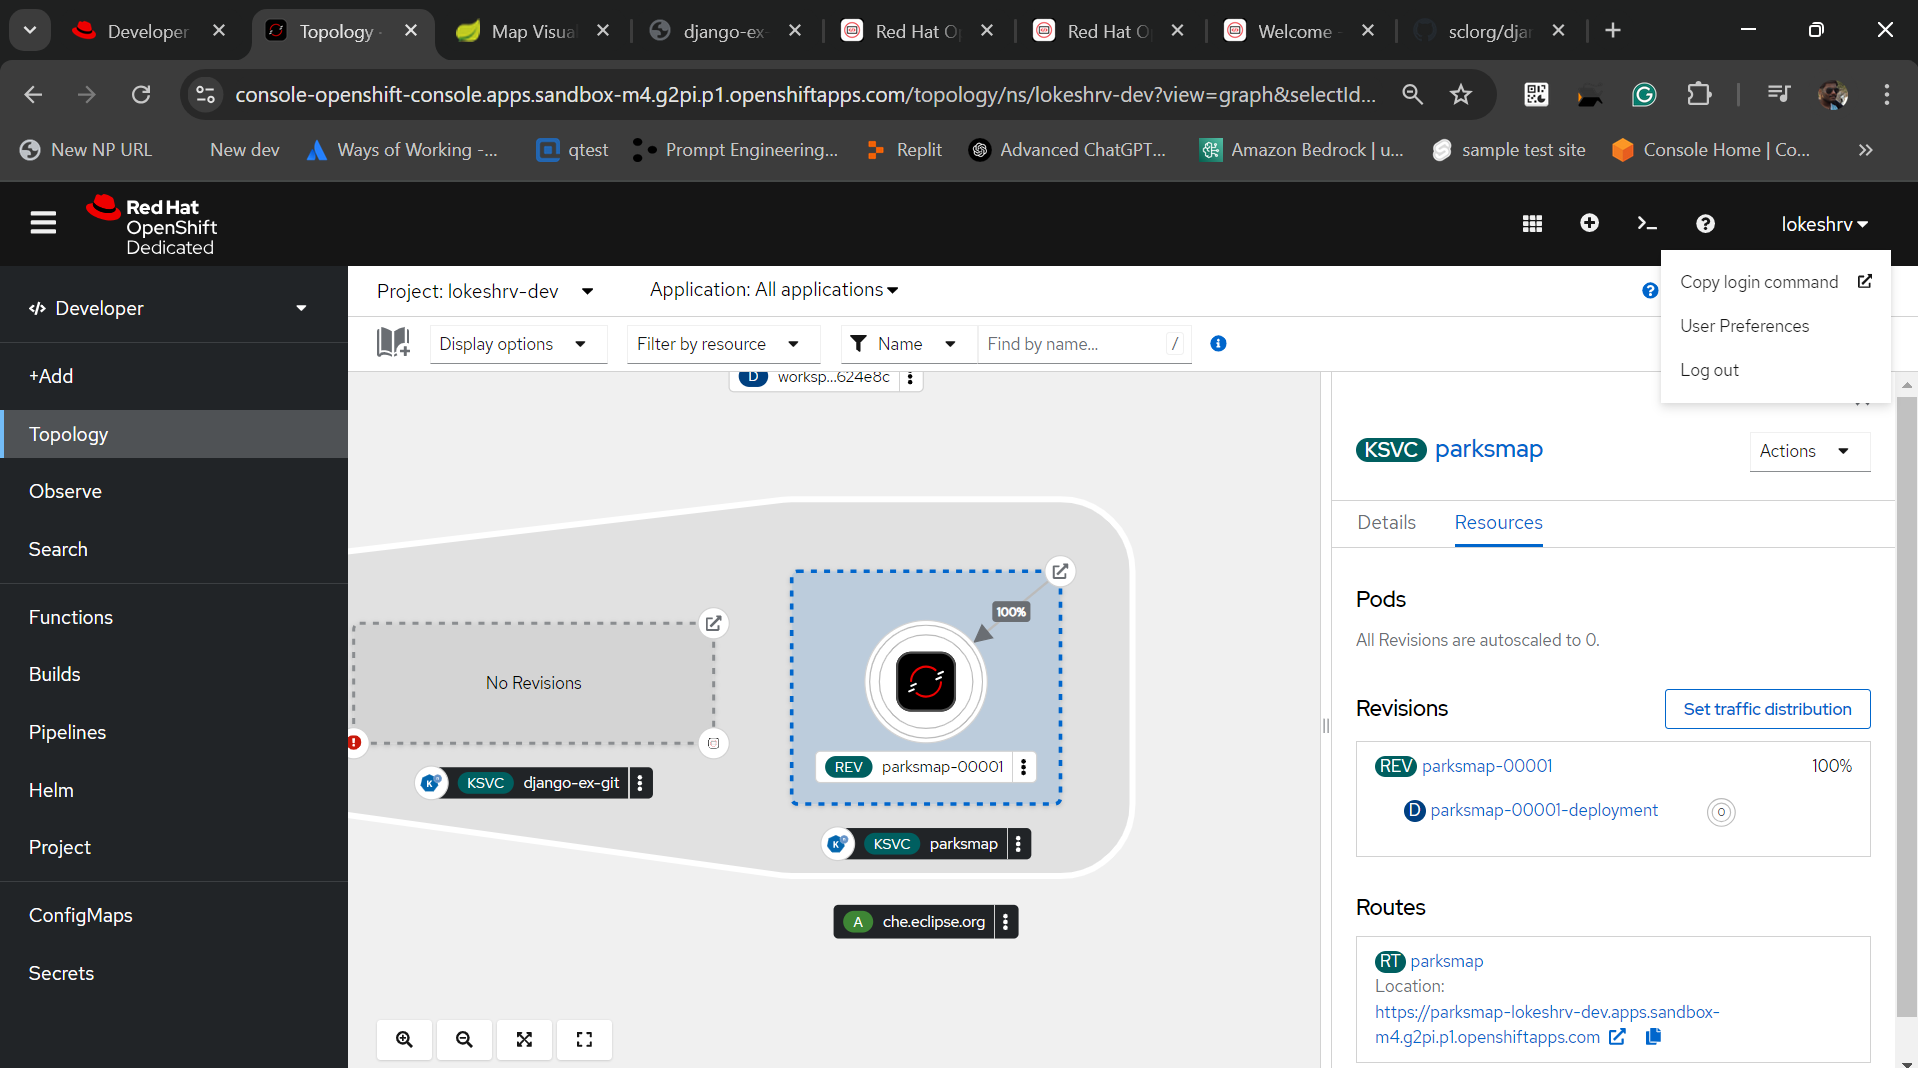 Developer
Topology -
Map Visua
django-ex-
Red Hat O
Red Hat O
Welcome -
sclorg/djan
console-openshift-console.apps.sandbox-m4.g2pi.p1.openshiftapps.com/topology/ns/lokeshrv-dev?view=graph&selectId...
New NP URL
New dev
Ways of Working -...
qtest
Prompt Engineering...
Replit
Advanced ChatGPT...
Amazon Bedrock | u...
sample test site
Console Home | Co...
Red Hat
OpenShift
Dedicated
lokeshrv
Copy login command
User Preferences
Log out
Developer
+Add
Topology
Observe
Search
Functions
Builds
Pipelines
Helm
Project
ConfigMaps
Secrets
Project: lokeshrv-dev
Application: All applications
Display options
Filter by resource
Name
Find by name...
/
D worksp...624e8c
No Revisions
KSVC django-ex-git
100%
REV parksmap-00001
KSVC parksmap
A che.eclipse.org
KSVC parksmap
Actions
Details
Resources
Pods
All Revisions are autoscaled to 0.
Revisions
Set traffic distribution
REV parksmap-00001
100%
D parksmap-00001-deployment
0
Routes
RT parksmap
Location:
https://parksmap-lokeshrv-dev.apps.sandbox-
m4.g2pi.p1.openshiftapps.com